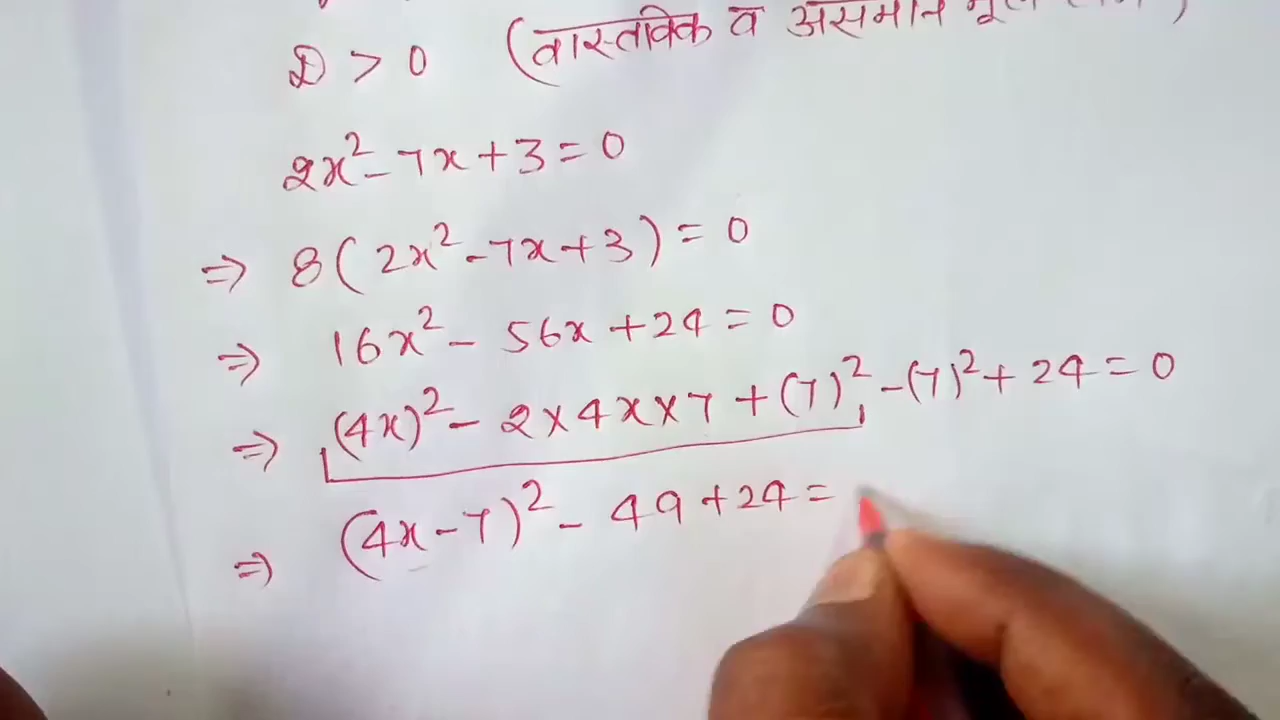 D > 0 (वास्तविक व असमान मूल
2x² - 7x + 3 = 0
⇒ 8(2x² - 7x + 3) = 0
⇒ 16x² - 56x + 24 = 0
⇒ (4x)² - 2×4x×7 + (7)² - (7)² + 24 = 0
⇒ (4x - 7)² - 49 + 24 =